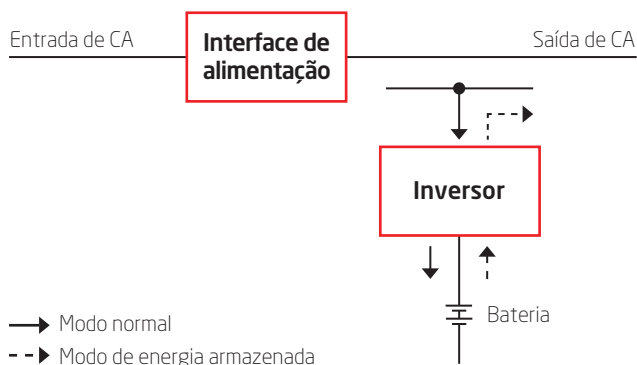 Entrada de CA
Interface de
alimentação
Saída de CA
Inversor
Bateria
Modo normal
Modo de energia armazenada